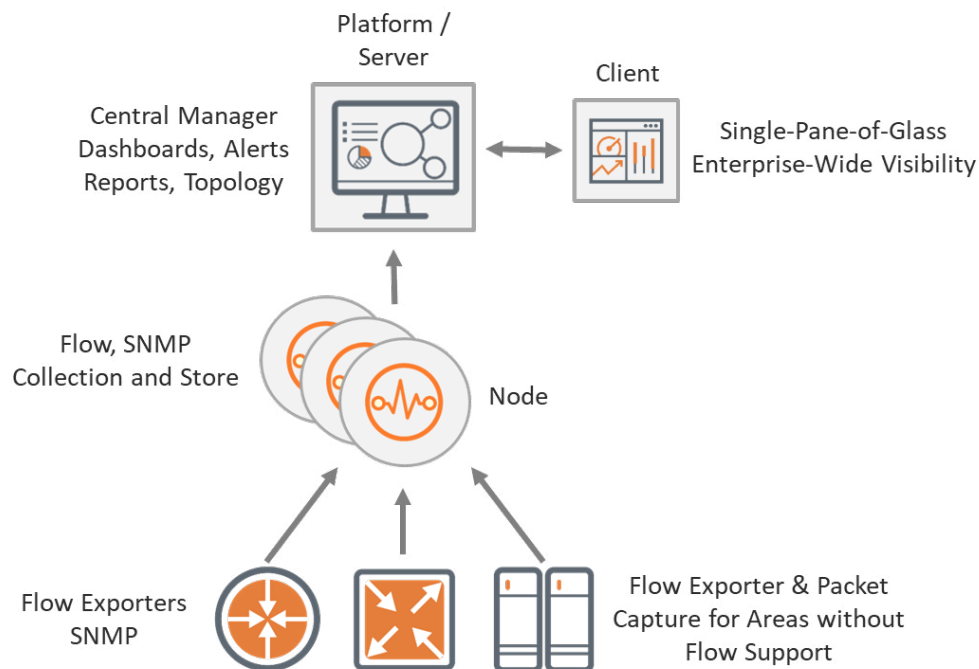 Platform /
Server
Client
Central Manager
Dashboards, Alerts
Reports, Topology
Single-Pane-of-Glass
Enterprise-Wide Visibility
Flow, SNMP
Collection and Store
Node
Flow Exporters
SNMP
Flow Exporter & Packet
Capture for Areas without
Flow Support